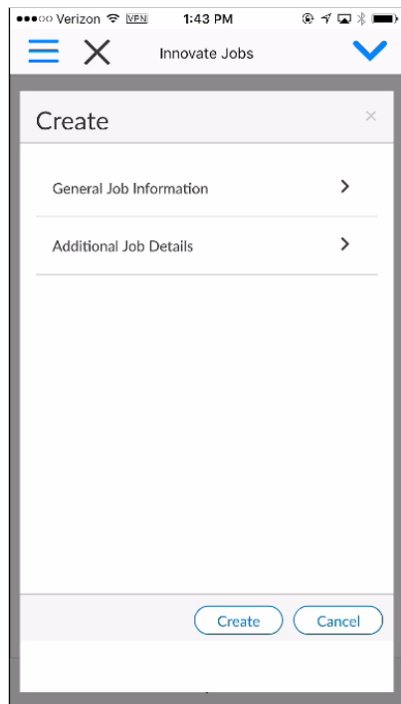 Verizon VPN 1:43 PM
Innovate Jobs
Create
General Job Information
Additional Job Details
Create Cancel